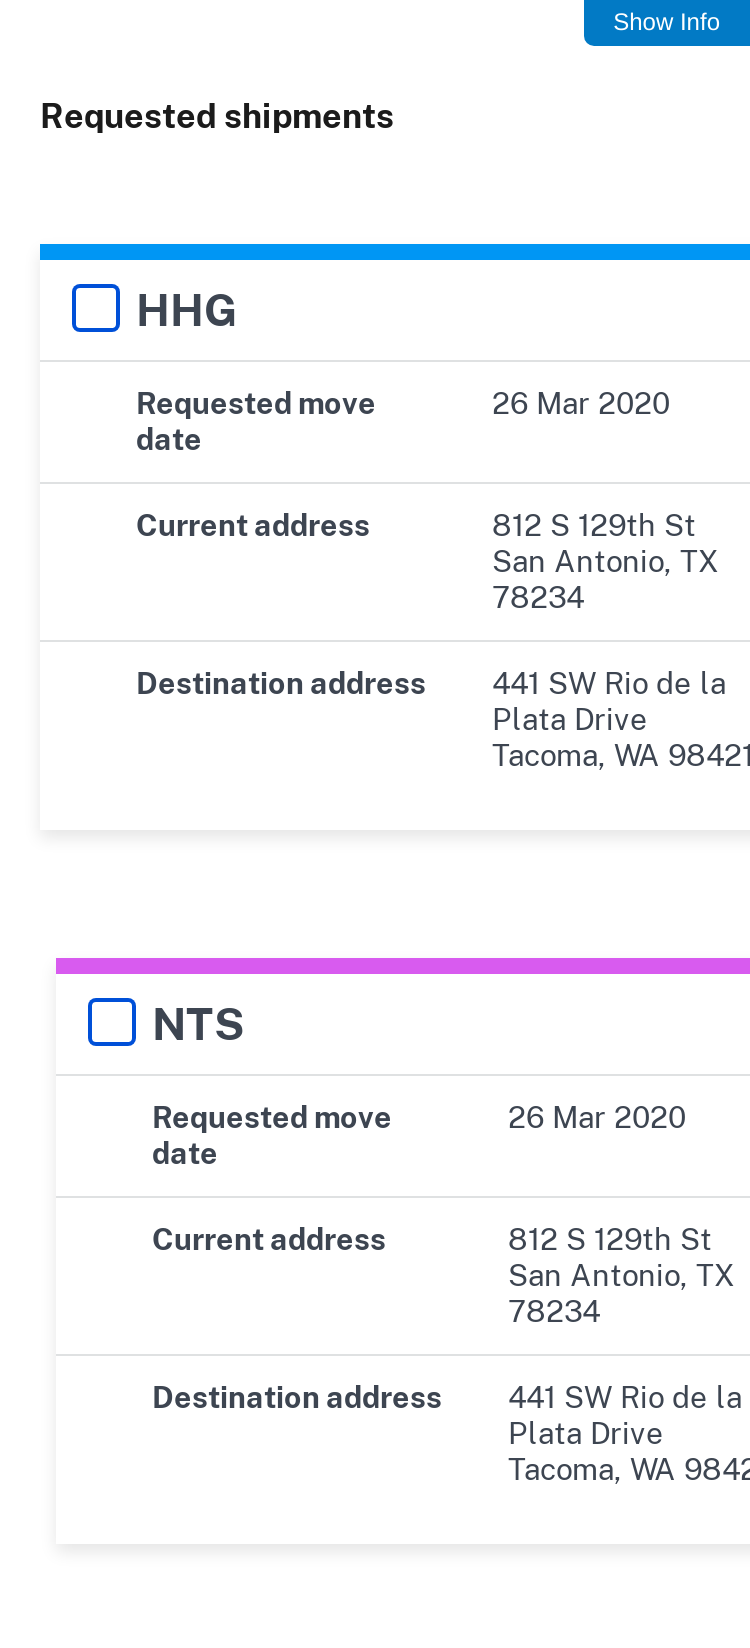 Show Info
Requested shipments
HHG
Requested move
date
26 Mar 2020
Current address
812 S 129th St
San Antonio, TX
78234
Destination address
441 SW Rio de la
Plata Drive
Tacoma, WA 98421
NTS
Requested move
date
26 Mar 2020
Current address
812 S 129th St
San Antonio, TX
78234
Destination address
441 SW Rio de la
Plata Drive
Tacoma, WA 9842